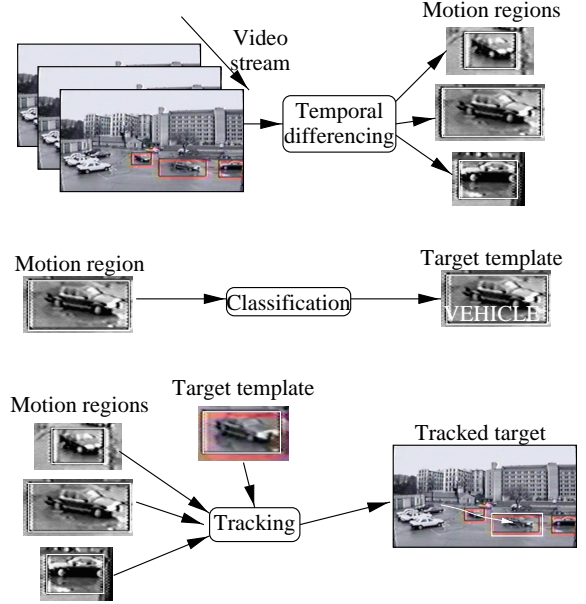 Motion regions
Video
stream
Temporal
differencing
Motion region
Target template
Classification
VEHICLE
Target template
Motion regions
Tracked target
Tracking